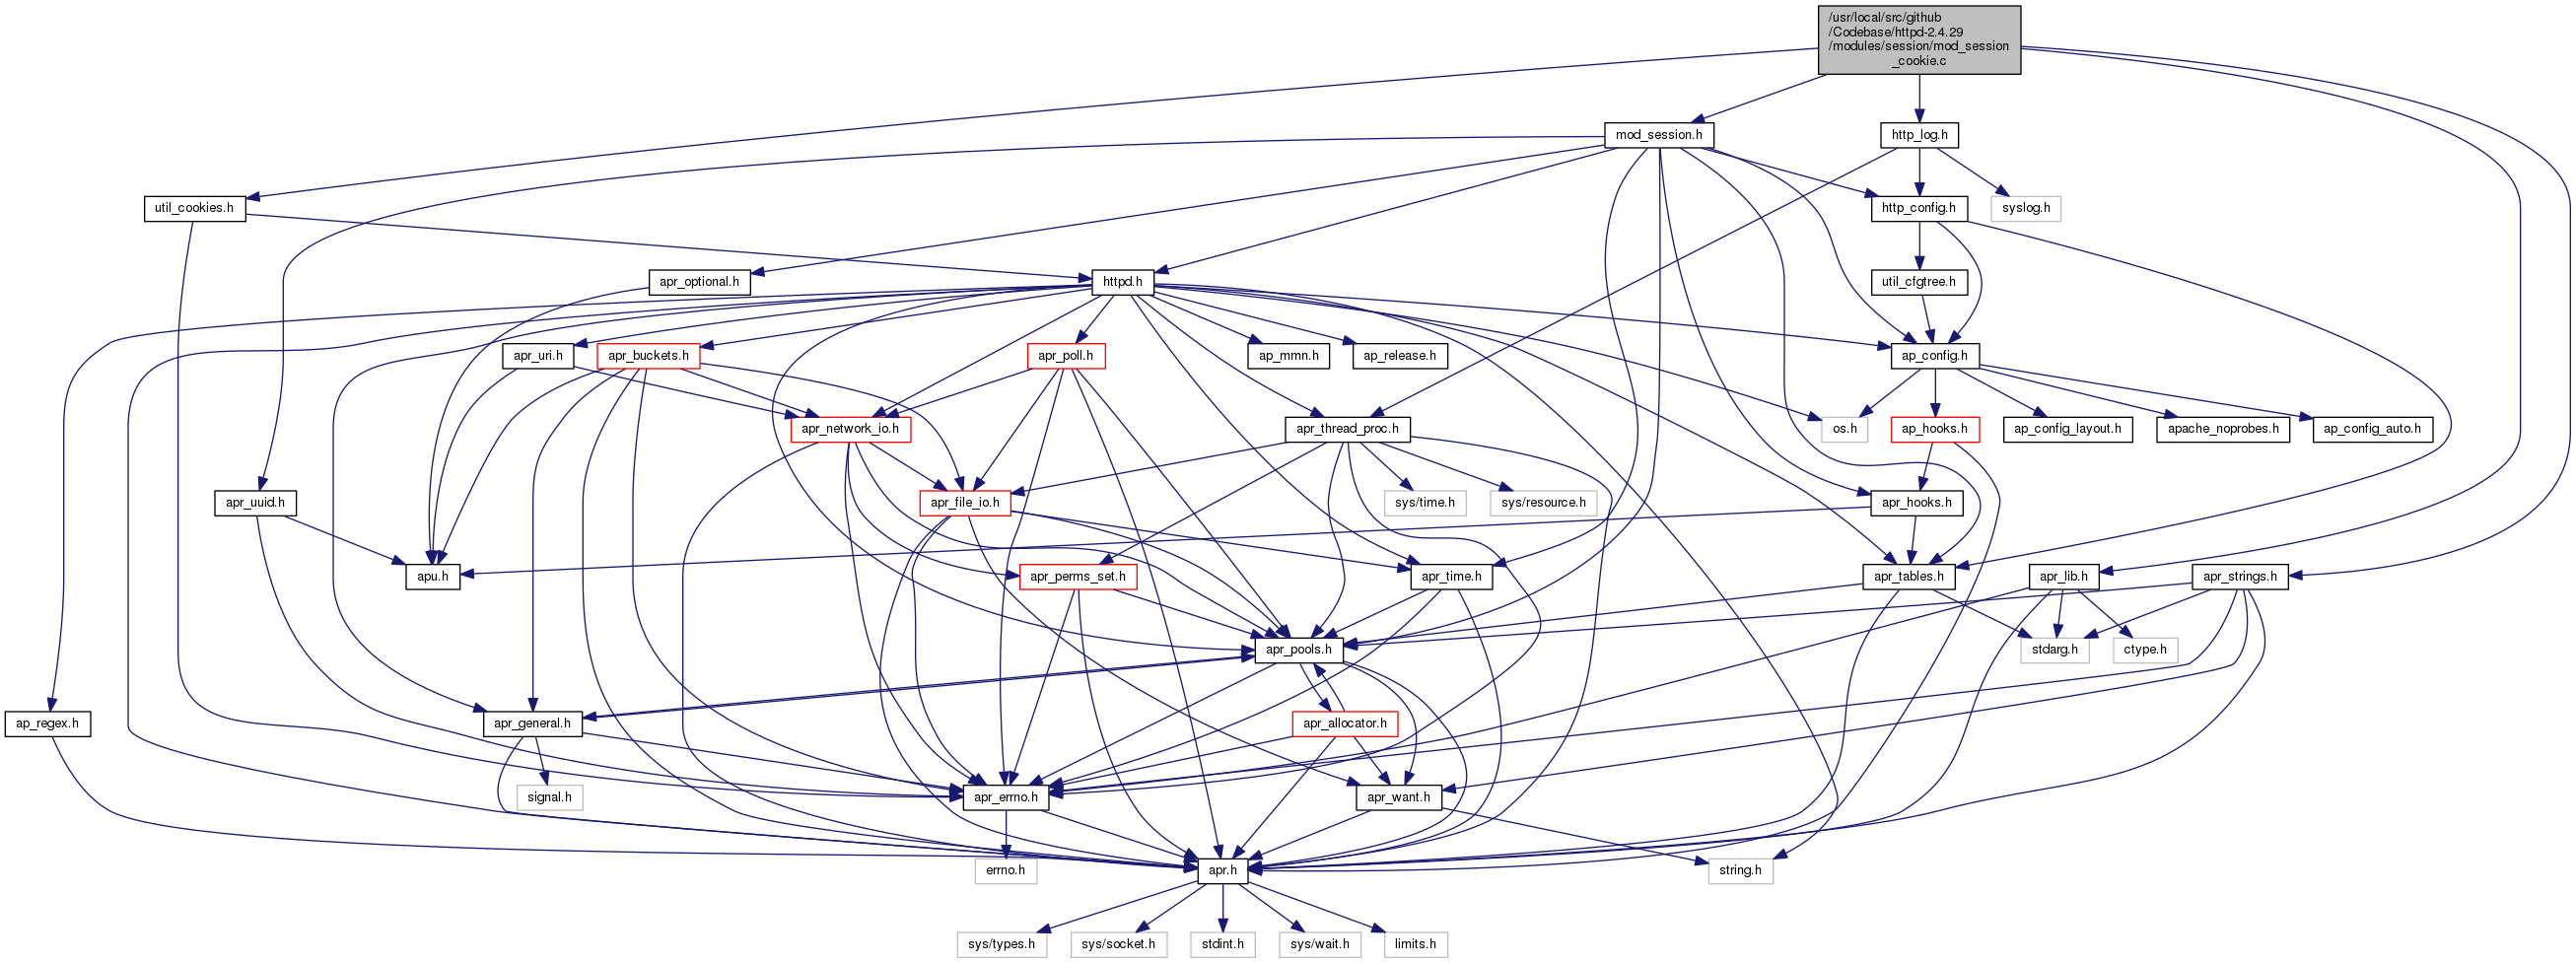 /usr/local/src/github
/Codebase/httpd-2.4.29
/modules/session/mod_session
_cookie.c
mod_session.h
http_log.h
util_cookies.h
http_config.h
syslog.h
apr_optional.h
httpd.h
util_cfgtree.h
apr_uri.h
apr_buckets.h
apr_poll.h
ap_mmn.h
ap_release.h
ap_config.h
apr_network_io.h
apr_thread_proc.h
os.h
ap_hooks.h
ap_config_layout.h
apache_noprobes.h
ap_config_auto.h
apr_uuid.h
apr_file_io.h
sys/time.h
sys/resource.h
apr_hooks.h
apu.h
apr_perms_set.h
apr_time.h
apr_tables.h
apr_lib.h
apr_strings.h
apr_pools.h
stdarg.h
ctype.h
ap_regex.h
apr_general.h
apr_allocator.h
signal.h
apr_errno.h
apr_want.h
errno.h
apr.h
string.h
sys/types.h
sys/socket.h
stdint.h
sys/wait.h
limits.h